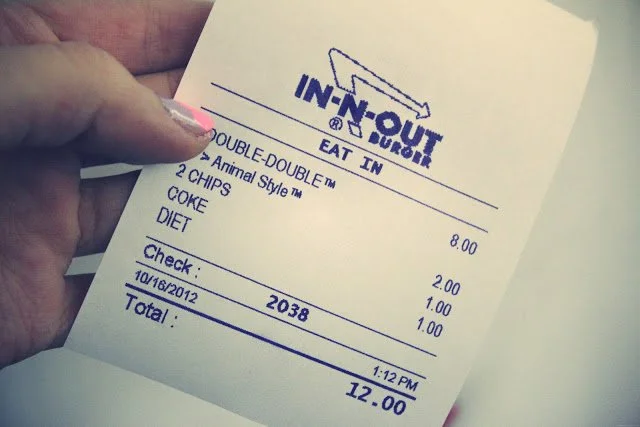 IN-N-OUT
® BURGER
EAT IN
DOUBLE-DOUBLE™ 8.00
> Animal Style™
2 CHIPS 2.00
COKE 1.00
DIET 1.00
Check : 2038
10/16/2012 1:12 PM
Total : 12.00